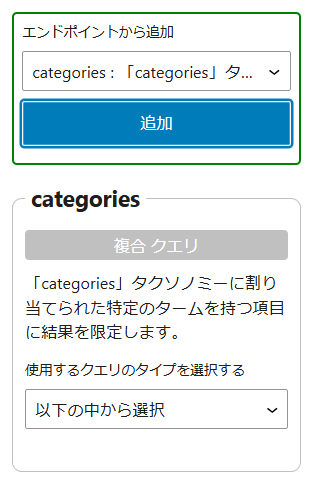 エンドポイントから追加
categories : 「categories」タ...
追加
categories
複合 クエリ
「categories」タクソノミーに割り
当てられた特定のタームを持つ項目
に結果を限定します。
使用するクエリのタイプを選択する
以下の中から選択